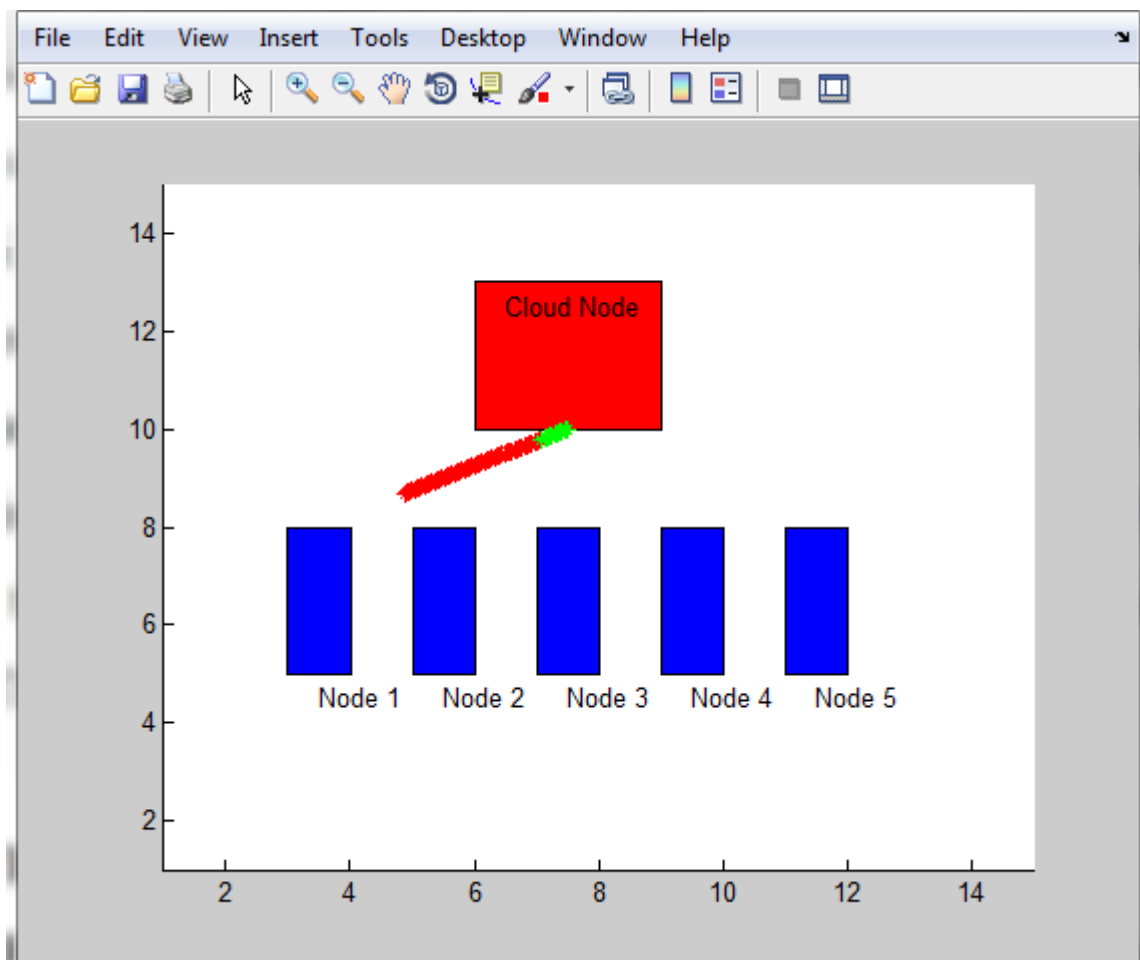 File Edit View Insert Tools Desktop Window Help
14
Cloud Node
12
10
8
6
Node 1 Node 2 Node 3 Node 4 Node 5
4
2
2 4 6 8 10 12 14